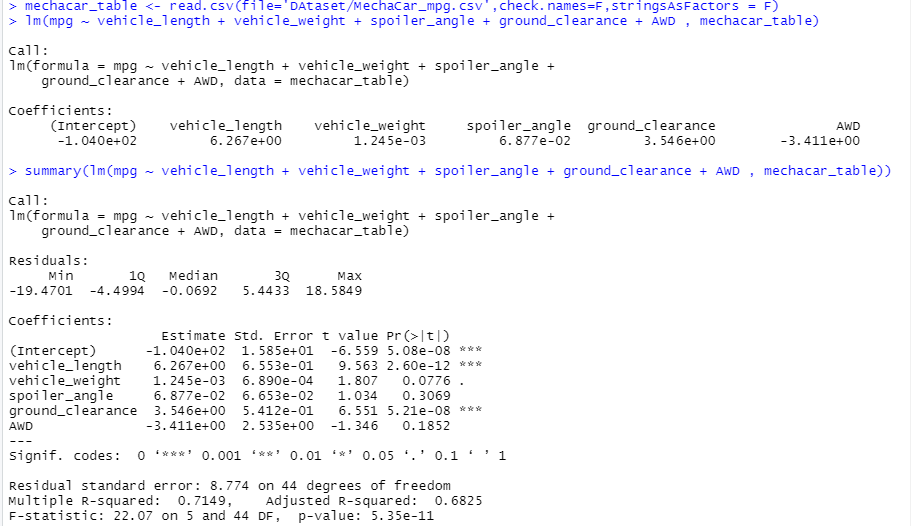 > mechacar_table <- read.csv(file='DAtaset/MechaCar_mpg.csv',check.names=F,stringsAsFactors = F)
> lm(mpg ~ vehicle_length + vehicle_weight + spoiler_angle + ground_clearance + AWD , mechacar_table)
Call:
lm(formula = mpg ~ vehicle_length + vehicle_weight + spoiler_angle +
    ground_clearance + AWD, data = mechacar_table)
Coefficients:
     (Intercept)    vehicle_length    vehicle_weight     spoiler_angle  ground_clearance               AWD
      -1.040e+02         6.267e+00         1.245e-03         6.877e-02         3.546e+00        -3.411e+00
> summary(lm(mpg ~ vehicle_length + vehicle_weight + spoiler_angle + ground_clearance + AWD , mechacar_table))
Call:
lm(formula = mpg ~ vehicle_length + vehicle_weight + spoiler_angle +
    ground_clearance + AWD, data = mechacar_table)
Residuals:
     Min       1Q   Median       3Q      Max
-19.4701  -4.4994  -0.0692   5.4433  18.5849
Coefficients:
                   Estimate Std. Error t value Pr(>|t|)
(Intercept)      -1.040e+02  1.585e+01  -6.559 5.08e-08 ***
vehicle_length    6.267e+00  6.553e-01   9.563 2.60e-12 ***
vehicle_weight    1.245e-03  6.890e-04   1.807   0.0776 .
spoiler_angle     6.877e-02  6.653e-02   1.034   0.3069
ground_clearance  3.546e+00  5.412e-01   6.551 5.21e-08 ***
AWD              -3.411e+00  2.535e+00  -1.346   0.1852
---
Signif. codes:  0 ‘***’ 0.001 ‘**’ 0.01 ‘*’ 0.05 ‘.’ 0.1 ‘ ’ 1
Residual standard error: 8.774 on 44 degrees of freedom
Multiple R-squared:  0.7149,    Adjusted R-squared:  0.6825
F-statistic: 22.07 on 5 and 44 DF,  p-value: 5.35e-11